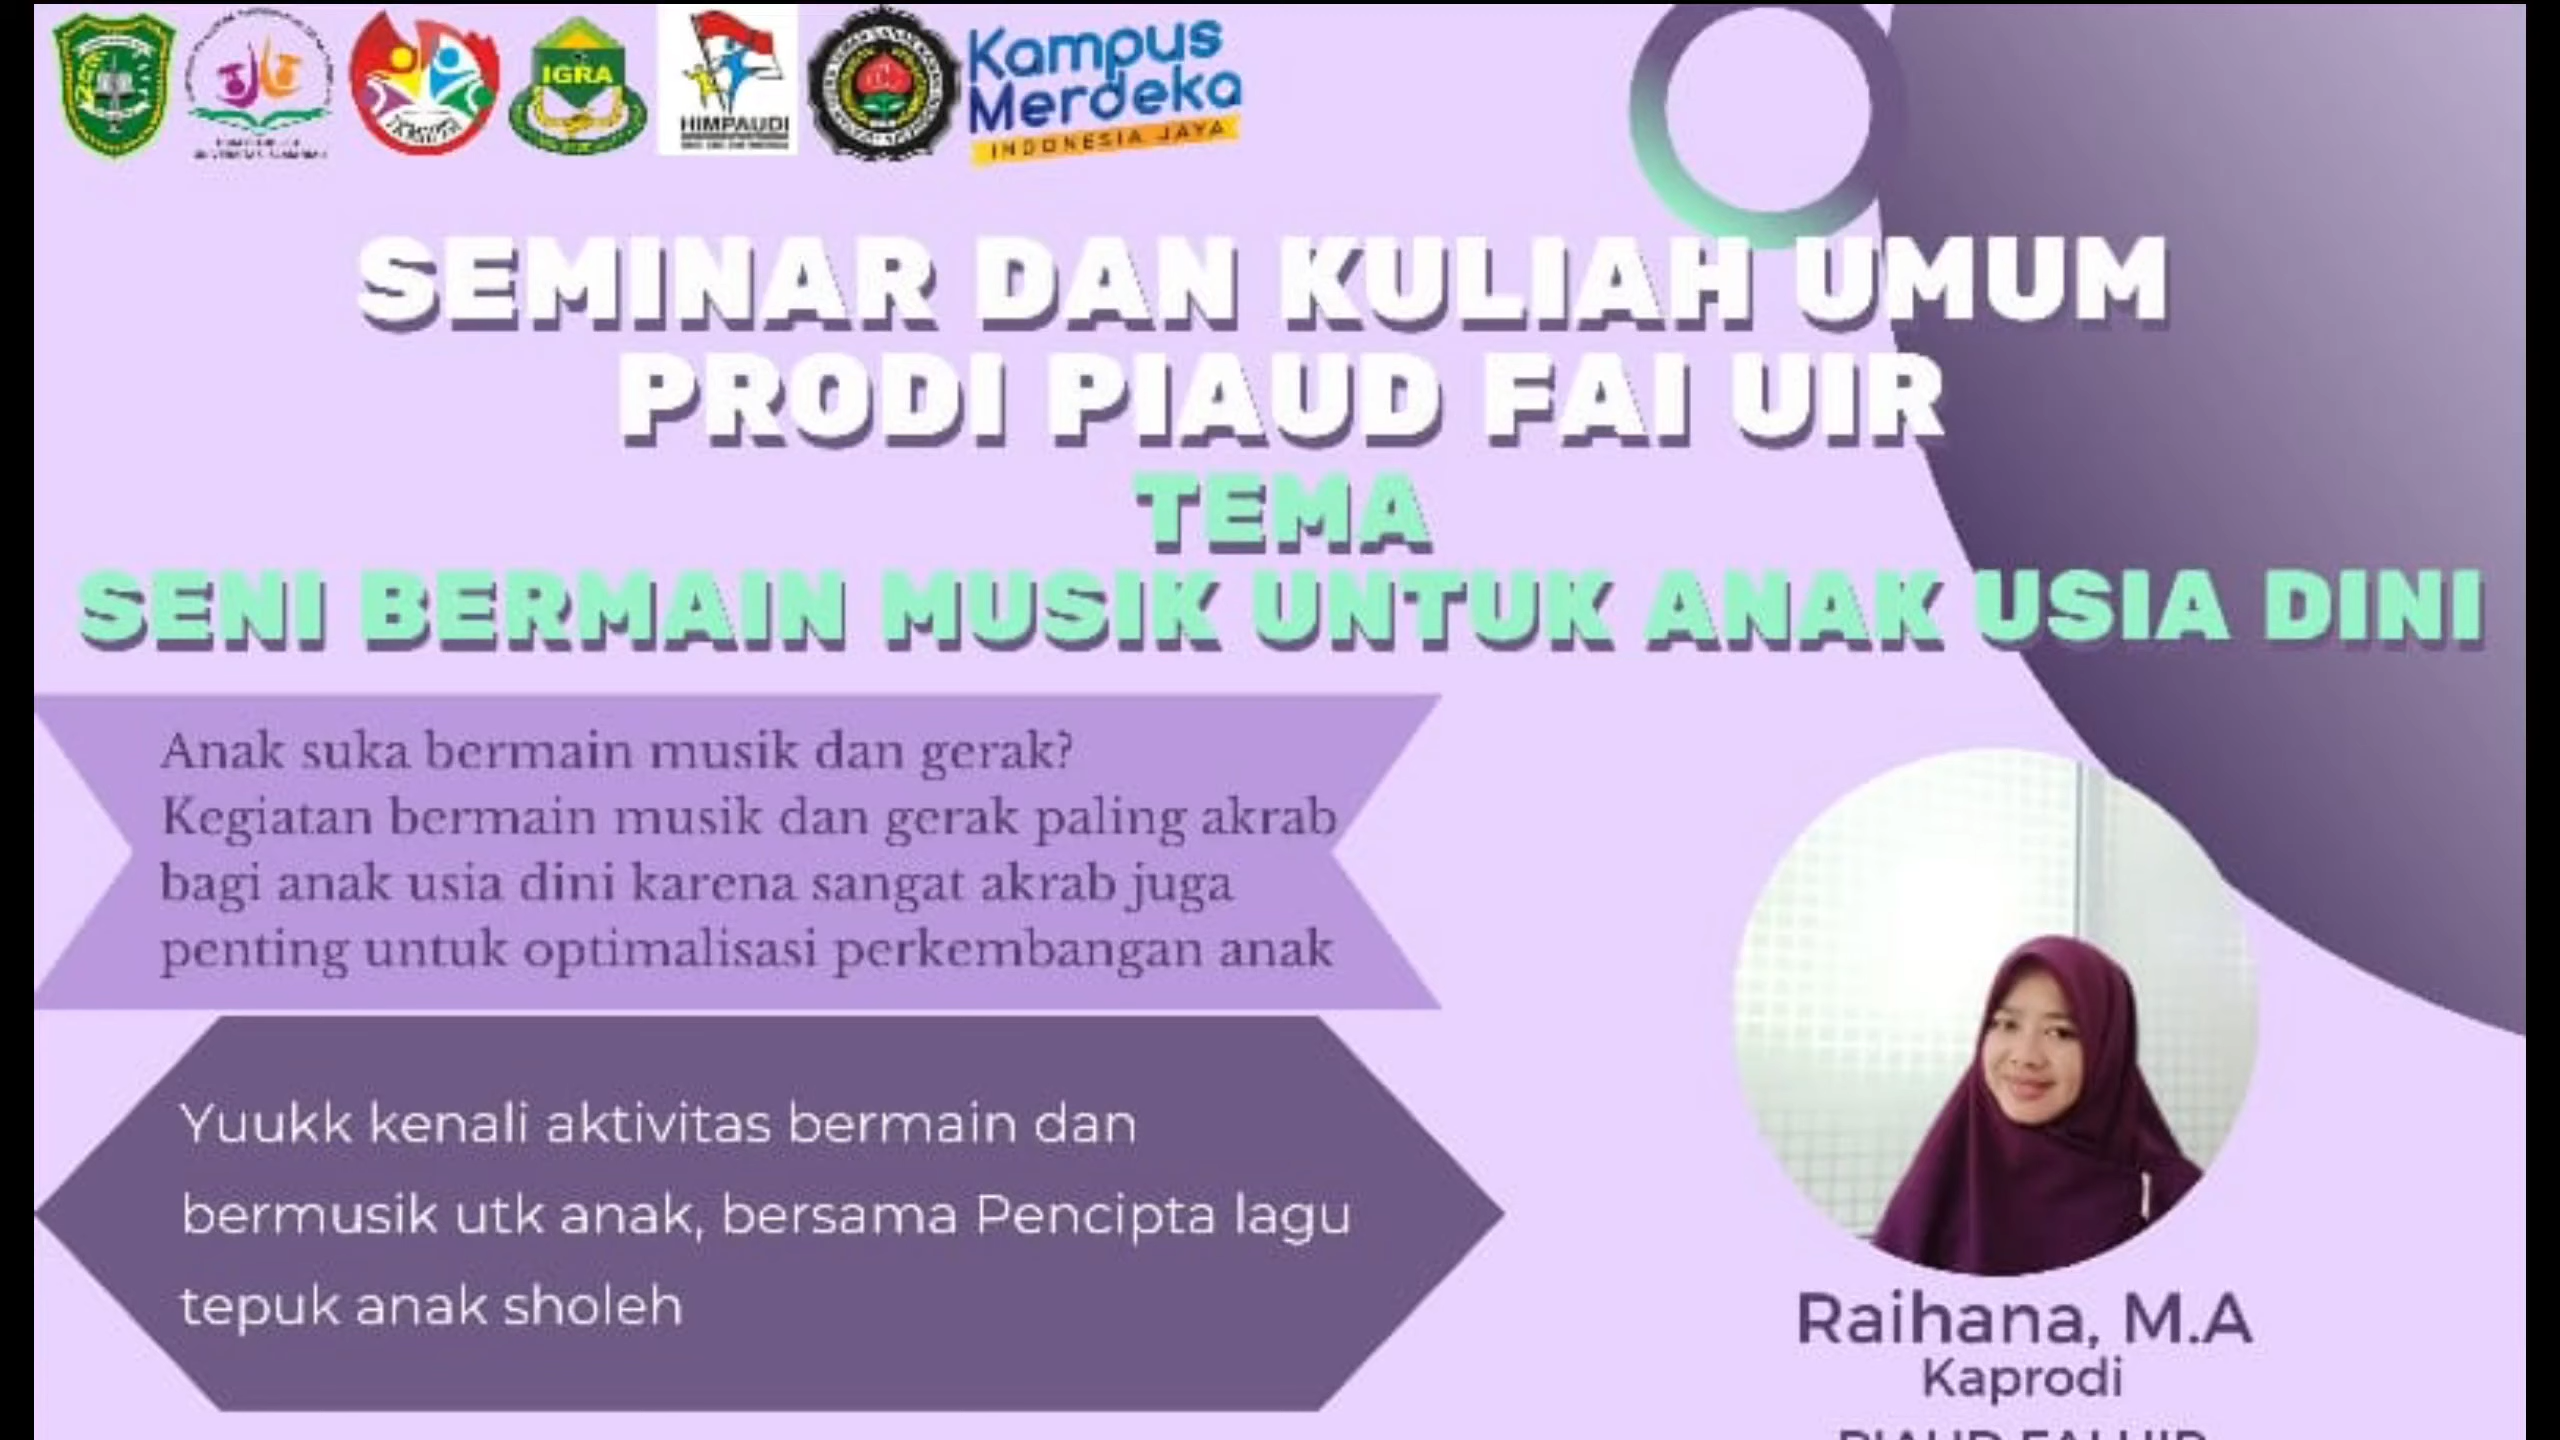 IGRA
HIMPAUDI
Kampus
Merdeka
INDONESIA JAYA
SEMINAR DAN KULIAH UMUM
PRODI PIAUD FAI UIR
TEMA
SENI BERMAIN MUSIK UNTUK ANAK USIA DINI
Anak suka bermain musik dan gerak?
Kegiatan bermain musik dan gerak paling akrab
bagi anak usia dini karena sangat akrab juga
penting untuk optimalisasi perkembangan anak
Yuukk kenali aktivitas bermain dan
bermusik utk anak, bersama Pencipta lagu
tepuk anak sholeh
Raihana, M.A
Kaprodi
PIAUD FAI UIR